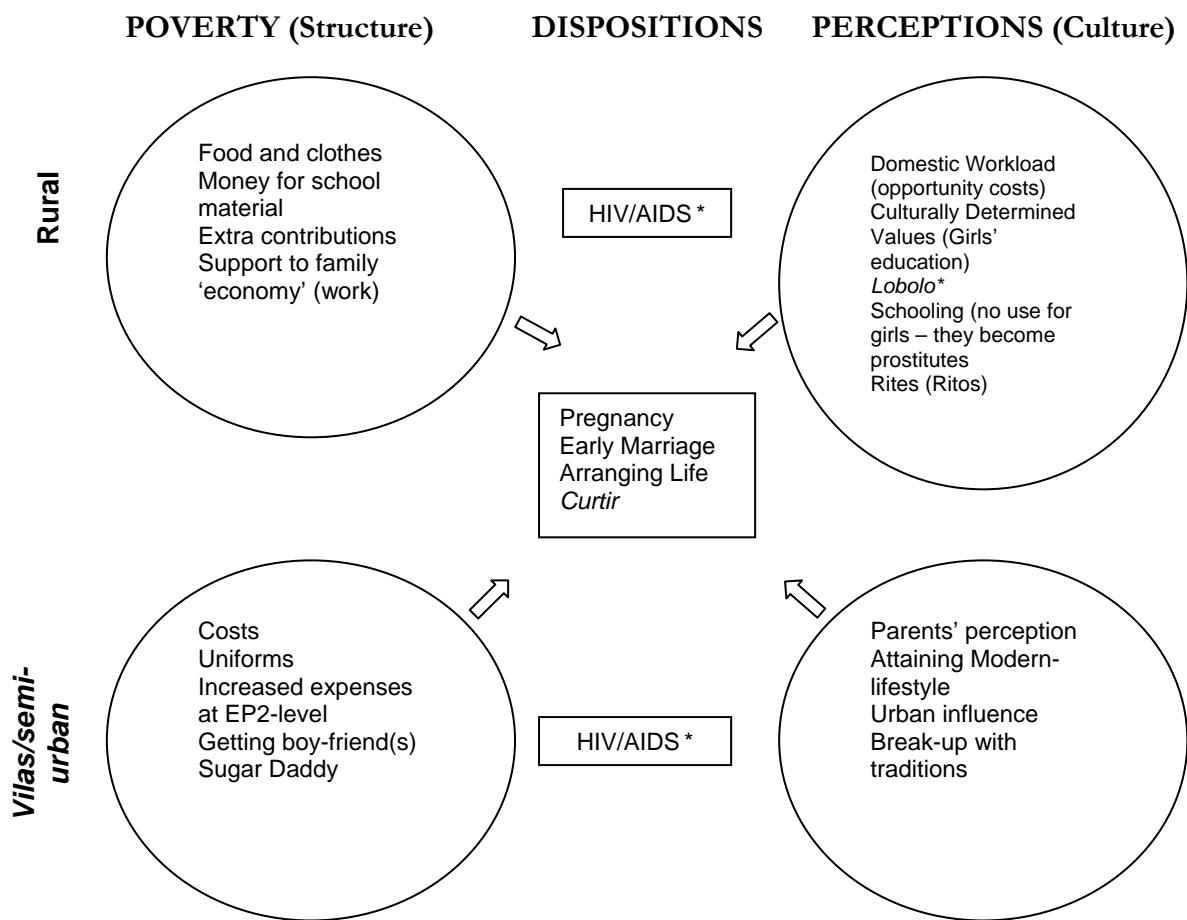 POVERTY (Structure) DISPOSITIONS PERCEPTIONS (Culture)
Rural
Food and clothes
Money for school
material
Extra contributions
Support to family
‘economy’ (work)
HIV/AIDS *
Domestic Workload
(opportunity costs)
Culturally Determined
Values (Girls’
education)
Lobolo*
Schooling (no use for
girls – they become
prostitutes
Rites (Ritos)
Pregnancy
Early Marriage
Arranging Life
Curtir
Vilas/semi-
urban
Costs
Uniforms
Increased expenses
at EP2-level
Getting boy-friend(s)
Sugar Daddy
HIV/AIDS *
Parents’ perception
Attaining Modern-
lifestyle
Urban influence
Break-up with
traditions